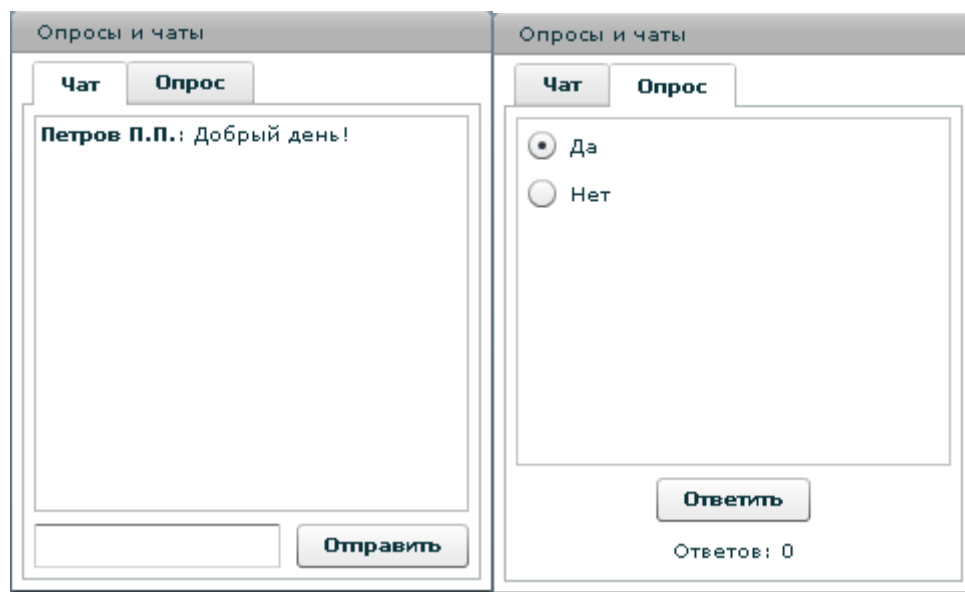 Опросы и чаты
Чат Опрос
Петров П.П.: Добрый день!
Отправить
Опросы и чаты
Чат Опрос
Да
Нет
Ответить
Ответов: 0